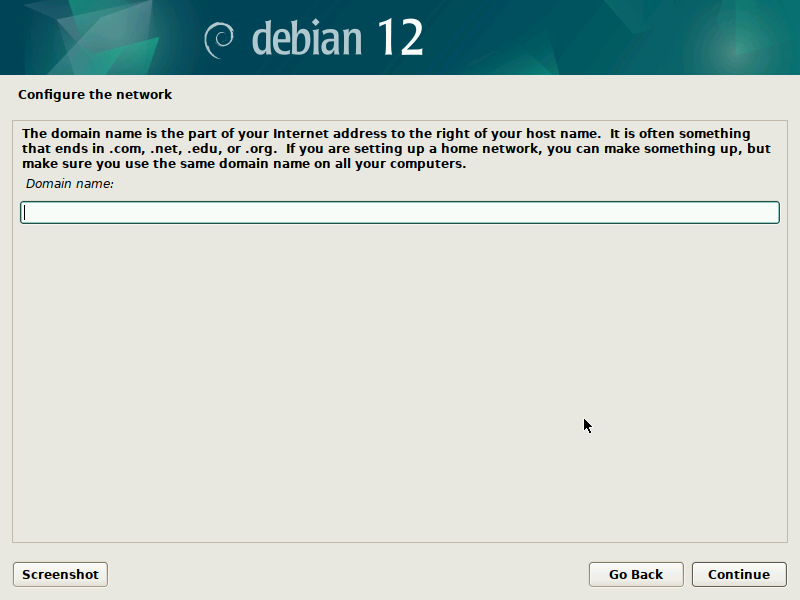 debian 12
Configure the network
The domain name is the part of your Internet address to the right of your host name.  It is often something
that ends in .com, .net, .edu, or .org.  If you are setting up a home network, you can make something up, but
make sure you use the same domain name on all your computers.
Domain name:
Screenshot
Go Back
Continue